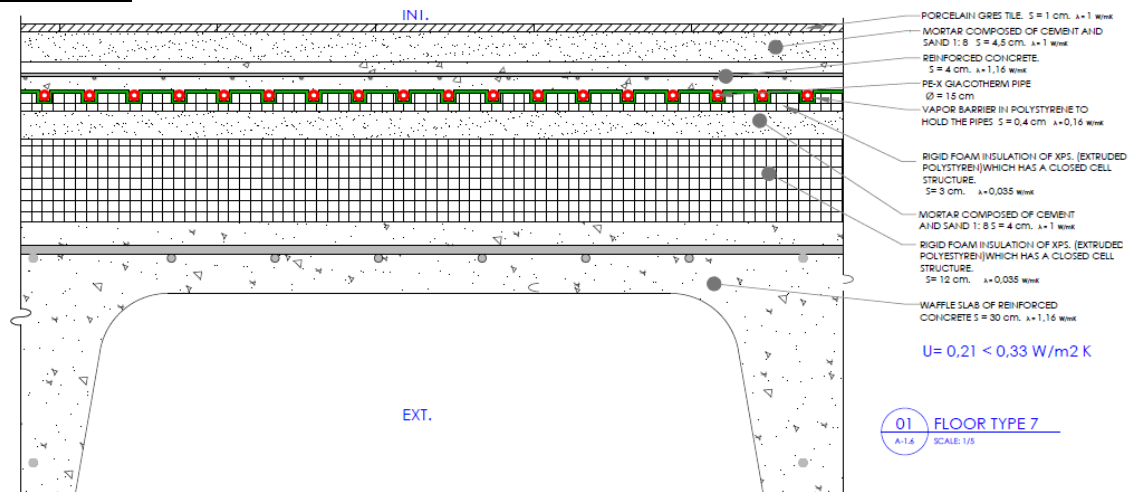 INI.
PORCELAIN GRES TILE. S = 1 cm. λ= 1 W/mK
MORTAR COMPOSED OF CEMENT AND
SAND 1: 8 S = 4,5 cm. λ= 1 W/mK
REINFORCED CONCRETE.
S = 4 cm. λ= 1,16 W/mK
PE-X GIACOTHERM PIPE
Ø = 15 cm
VAPOR BARRIER IN POLYSTYRENE TO
HOLD THE PIPES S = 0,4 cm λ= 0,16 W/mK
RIGID FOAM INSULATION OF XPS. (EXTRUDED
POLYSTYREN)WHICH HAS A CLOSED CELL
STRUCTURE.
S= 3 cm. λ= 0,035 W/mK
MORTAR COMPOSED OF CEMENT
AND SAND 1: 8 S = 4 cm. λ= 1 W/mK
RIGID FOAM INSULATION OF XPS. (EXTRUDED
POLYESTYREN)WHICH HAS A CLOSED CELL
STRUCTURE.
S= 12 cm. λ= 0,035 W/mK
WAFFLE SLAB OF REINFORCED
CONCRETE S = 30 cm. λ= 1,16 W/mK
U= 0,21 < 0,33 W/m2 K
EXT.
01 FLOOR TYPE 7
A-1.6 SCALE: 1/5